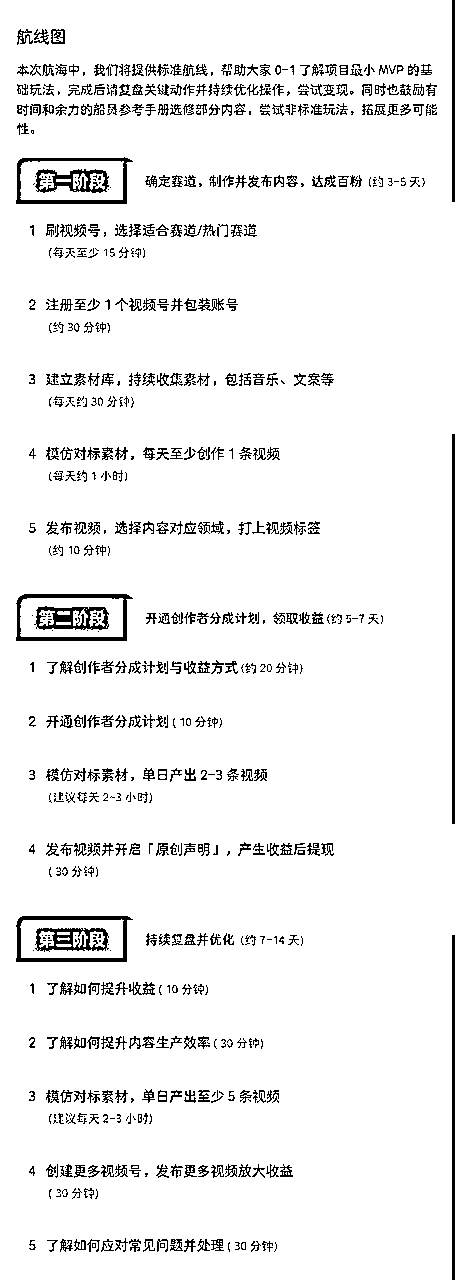 航线图
本次航海中，我们将提供标准航线，帮助大家 0-1 了解项目最小 MVP 的基
础玩法，完成后请复盘关键动作并持续优化操作，尝试变现。同时也鼓励有
时间和余力的船员参考手册选修部分内容，尝试非标准玩法，拓展更多可能
性。
第一阶段 确定赛道，制作并发布内容，达成百粉 (约 3-5 天)
1 刷视频号，选择适合赛道/热门赛道
(每天至少 15 分钟)
2 注册至少 1 个视频号并包装账号
(约 30 分钟)
3 建立素材库，持续收集素材，包括音乐、文案等
(每天约 30 分钟)
4 模仿对标素材，每天至少创作 1 条视频
(每天约 1 小时)
5 发布视频，选择内容对应领域，打上视频标签
(约 10 分钟)
第二阶段 开通创作者分成计划，领取收益 (约 5-7 天)
1 了解创作者分成计划与收益方式 (约 20 分钟)
2 开通创作者分成计划 ( 10 分钟)
3 模仿对标素材，单日产出 2-3 条视频
(建议每天 2-3 小时)
4 发布视频并开启「原创声明」，产生收益后提现
( 30 分钟)
第三阶段 持续复盘并优化 (约 7-14 天)
1 了解如何提升收益 ( 10 分钟)
2 了解如何提升内容生产效率 ( 30 分钟)
3 模仿对标素材，单日产出至少 5 条视频
(建议每天 2-3 小时)
4 创建更多视频号，发布更多视频放大收益
( 30 分钟)
5 了解如何应对常见问题并处理 ( 30 分钟)